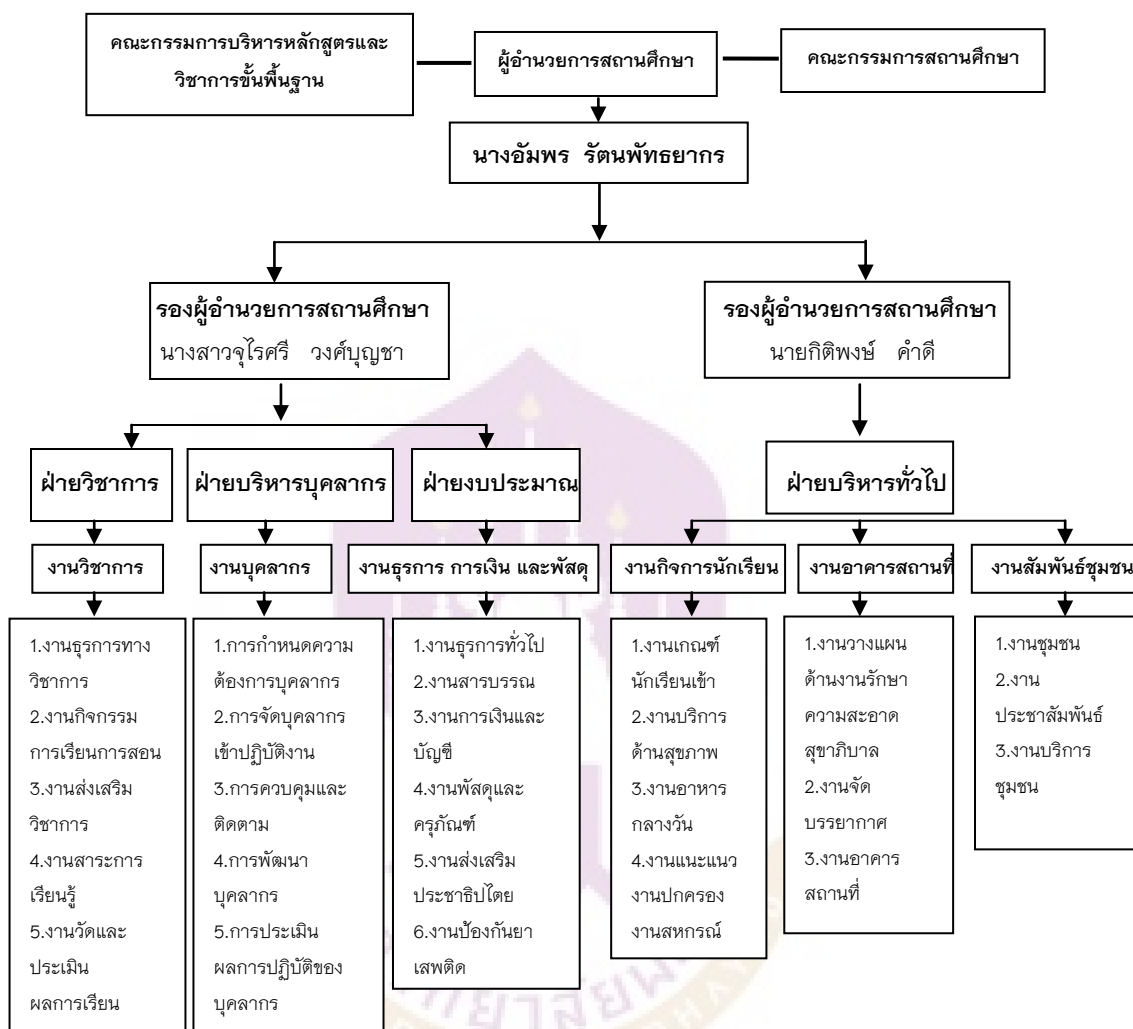 คณะกรรมการบริหารหลักสูตรและ
วิชาการขั้นพื้นฐาน
ผู้อำนวยการสถานศึกษา
คณะกรรมการสถานศึกษา
นางอัมพร รัตนพัทธยากร
รองผู้อำนวยการสถานศึกษา
นางสาวจุไรศรี วงศ์บุญชา
รองผู้อำนวยการสถานศึกษา
นายกิติพงษ์ คำดี
ฝ่ายวิชาการ
ฝ่ายบริหารบุคลากร
ฝ่ายงบประมาณ
ฝ่ายบริหารทั่วไป
งานวิชาการ
งานบุคลากร
งานธุรการ การเงิน และพัสดุ
งานกิจการนักเรียน
งานอาคารสถานที่
งานสัมพันธ์ชุมชน
1.งานธุรการทาง
วิชาการ
2.งานกิจกรรม
การเรียนการสอน
3.งานส่งเสริม
วิชาการ
4.งานสาระการ
เรียนรู้
5.งานวัดและ
ประเมิน
ผลการเรียน
1.การกำหนดความ
ต้องการบุคลากร
2.การจัดบุคลากร
เข้าปฏิบัติงาน
3.การควบคุมและ
ติดตาม
4.การพัฒนา
บุคลากร
5.การประเมิน
ผลการปฏิบัติของ
บุคลากร
1.งานธุรการทั่วไป
2.งานสารบรรณ
3.งานการเงินและ
บัญชี
4.งานพัสดุและ
ครุภัณฑ์
5.งานส่งเสริม
ประชาธิปไตย
6.งานป้องกันยา
เสพติด
1.งานเกณฑ์
นักเรียนเข้า
2.งานบริการ
ด้านสุขภาพ
3.งานอาหาร
กลางวัน
4.งานแนะแนว
งานปกครอง
งานสหกรณ์
1.งานวางแผน
ด้านงานรักษา
ความสะอาด
สุขาภิบาล
2.งานจัด
บรรยากาศ
3.งานอาคาร
สถานที่
1.งานชุมชน
2.งาน
ประชาสัมพันธ์
3.งานบริการ
ชุมชน